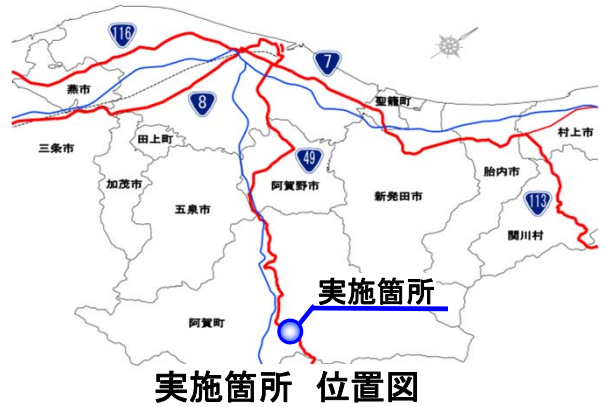 116
7
燕市
8
聖籠町
三条市
田上町
村上市
49
加茂市
五泉市
阿賀野市
新発田市
胎内市
113
関川村
実施箇所
阿賀町
実施箇所 位置図